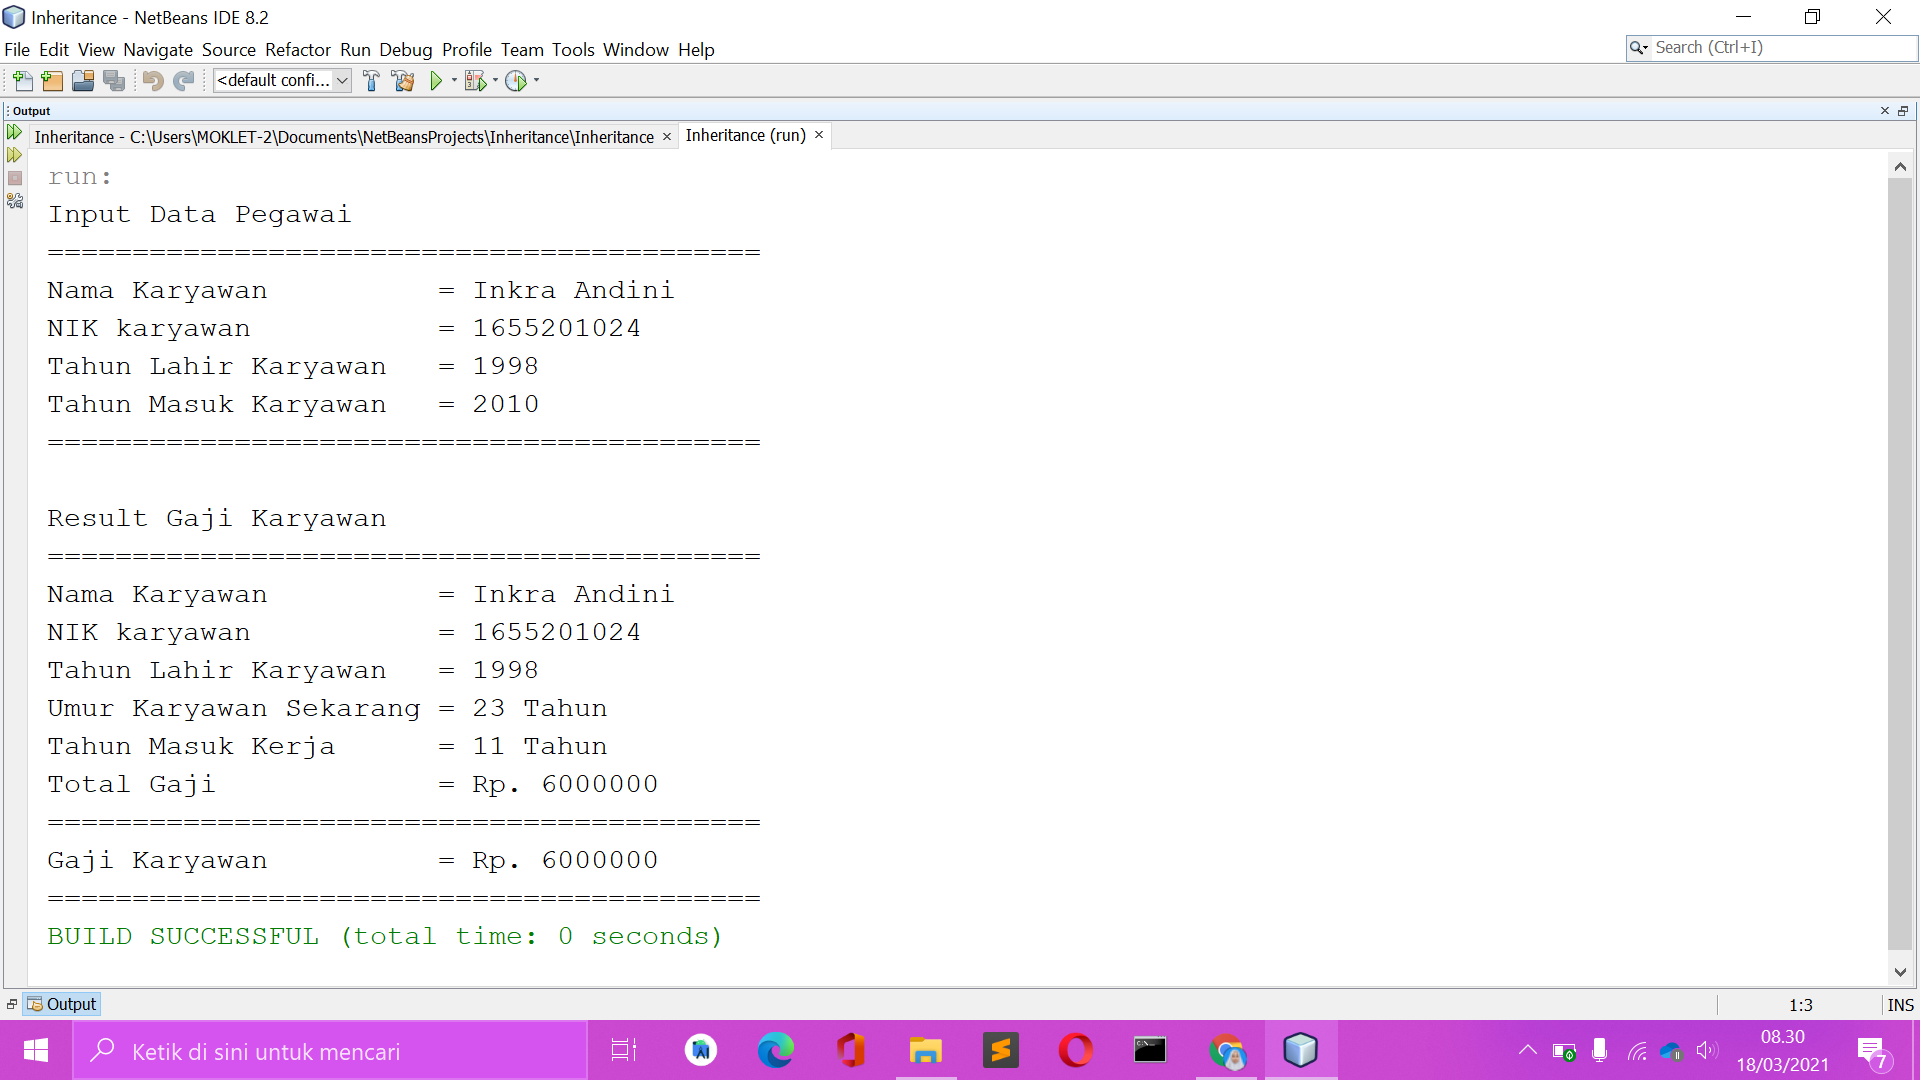 Inheritance - NetBeans IDE 8.2
File Edit View Navigate Source Refactor Run Debug Profile Team Tools Window Help
Search (Ctrl+I)
<default confi...
Output
Inheritance - C:\Users\MOKLET-2\Documents\NetBeansProjects\Inheritance\Inheritance
Inheritance (run)
run:
Input Data Pegawai
==========================================
Nama Karyawan          = Inkra Andini
NIK karyawan           = 1655201024
Tahun Lahir Karyawan   = 1998
Tahun Masuk Karyawan   = 2010
==========================================
Result Gaji Karyawan
==========================================
Nama Karyawan          = Inkra Andini
NIK karyawan           = 1655201024
Tahun Lahir Karyawan   = 1998
Umur Karyawan Sekarang = 23 Tahun
Tahun Masuk Kerja      = 11 Tahun
Total Gaji             = Rp. 6000000
==========================================
Gaji Karyawan          = Rp. 6000000
==========================================
BUILD SUCCESSFUL (total time: 0 seconds)
Output
1:3
INS
Ketik di sini untuk mencari
08.30
18/03/2021
7